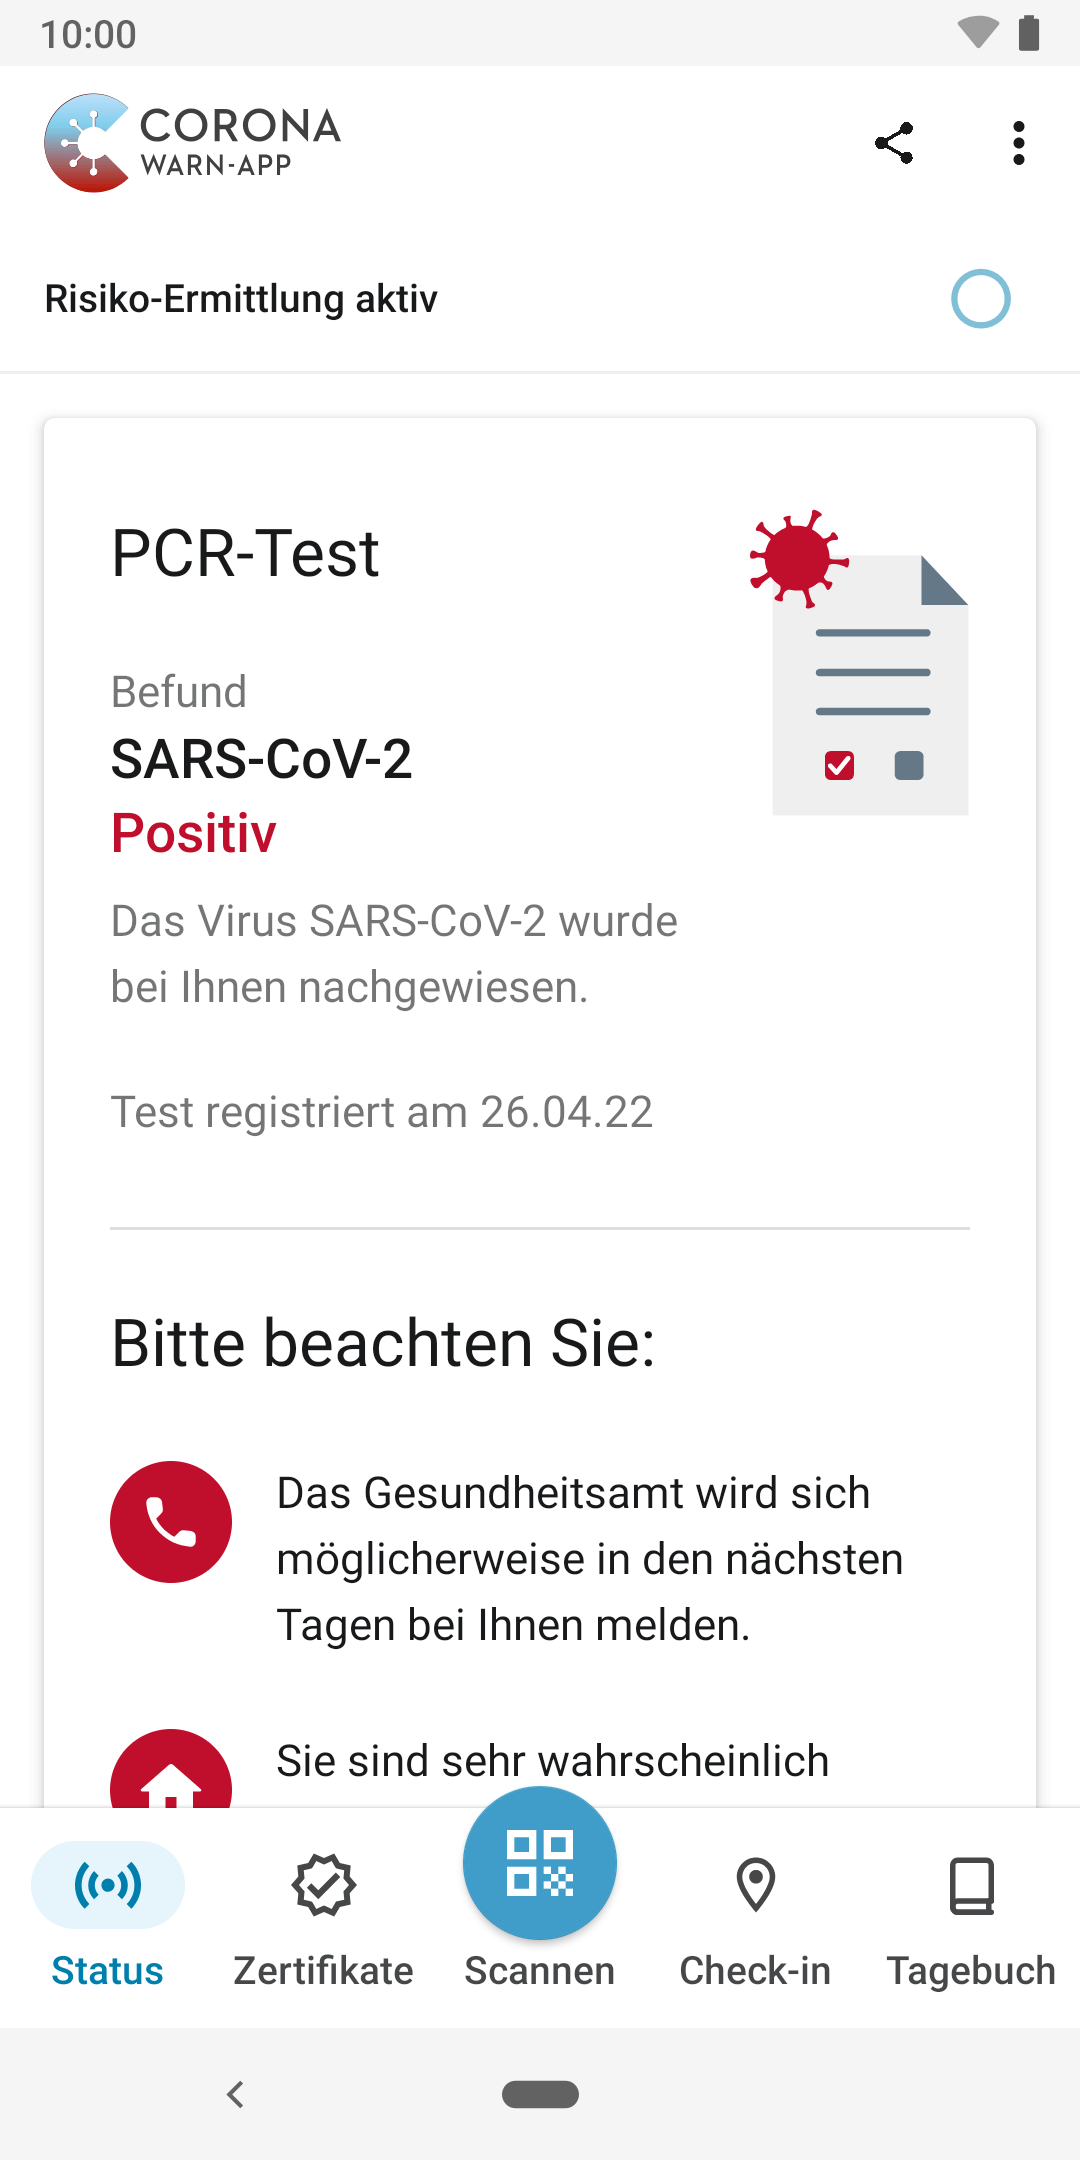 10:00
CORONA
WARN-APP
Risiko-Ermittlung aktiv
PCR-Test
Befund
SARS-CoV-2
Positiv
Das Virus SARS-CoV-2 wurde
bei Ihnen nachgewiesen.
Test registriert am 26.04.22
Bitte beachten Sie:
Das Gesundheitsamt wird sich
möglicherweise in den nächsten
Tagen bei Ihnen melden.
Sie sind sehr wahrscheinlich
Status
Zertifikate
Scannen
Check-in
Tagebuch